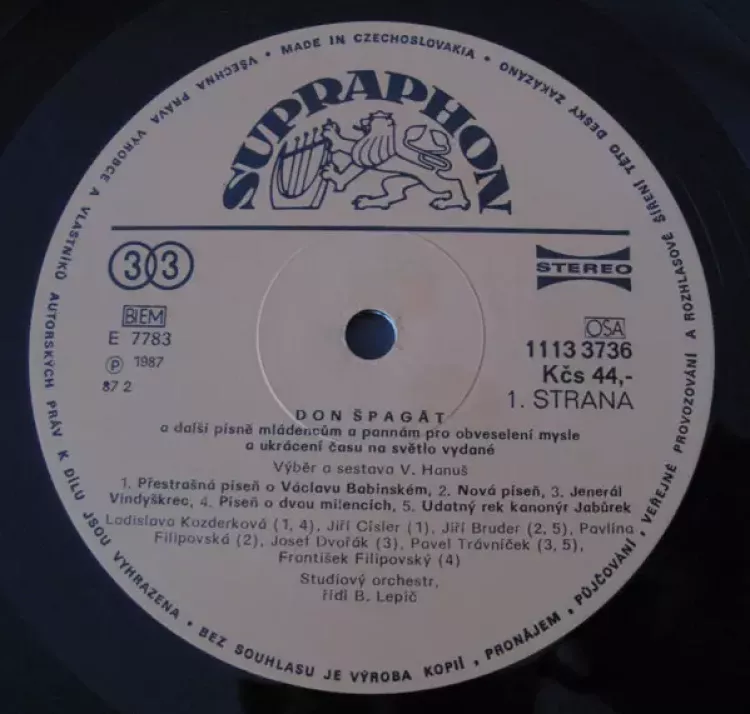 VŠECHNA PRÁVA VÝROBCE A VLASTNÍKŮ AUTORSKÝCH PRÁV K DÍLU JSOU VYHRAZENA • BEZ SOUHLASU JE VÝROBA KOPIÍ, PRONÁJEM, PŮJČOVÁNÍ, VEŘEJNÉ PROVOZOVÁNÍ A ROZHLASOVÉ ŠÍŘENÍ TÉTO DESKY ZAKÁZÁNO • MADE IN CZECHOSLOVAKIA •
SUPRAPHON
33
STEREO
BIEM
E 7783
Ⓟ 1987
87 2
OSA
1113 3736
Kčs 44,-
1. STRANA
DON ŠPAGÁT
a další písně mládencům a pannám pro obveselení mysle
a ukrácení času na světlo vydané
Výběr a sestava V. Hanuš
1. Přestrašná píseň o Václavu Babinském, 2. Nová píseň, 3. Jenerál
Vindyškrec, 4. Píseň o dvou milencích, 5. Udatný rek kanonýr Jabůrek
Ladislava Kozderková (1, 4), Jiří Císler (1), Jiří Bruder (2, 5), Pavlína
Filipovská (2), Josef Dvořák (3), Pavel Trávníček (3, 5),
František Filipovský (4)
Studiový orchestr,
řídí B. Lepič